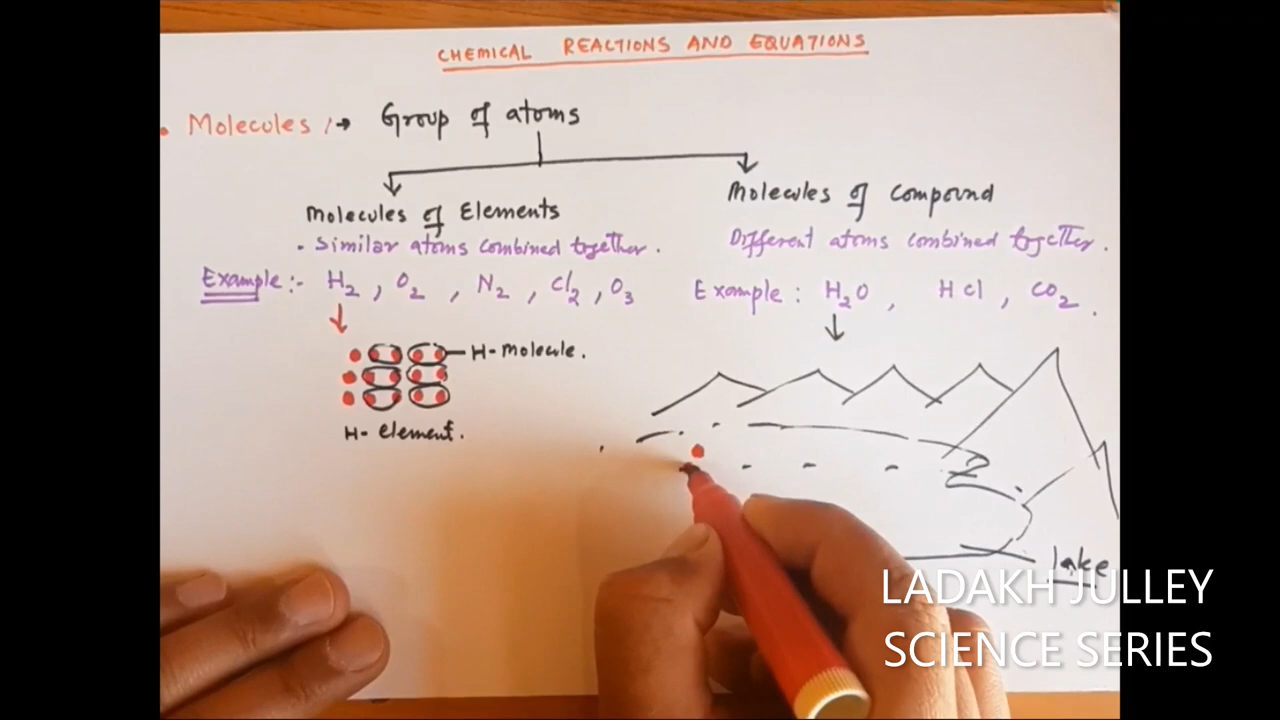 CHEMICAL REACTIONS AND EQUATIONS
• Molecules :→ Group of atoms
Molecules of Elements
Molecules of Compound
• Similar atoms combined together.
Different atoms combined together.
Example:- H₂, O₂, N₂, Cl₂, O₃
Example: H₂O, HCl, CO₂.
H-molecule.
H- element.
lake
LADAKH JULLEY
SCIENCE SERIES